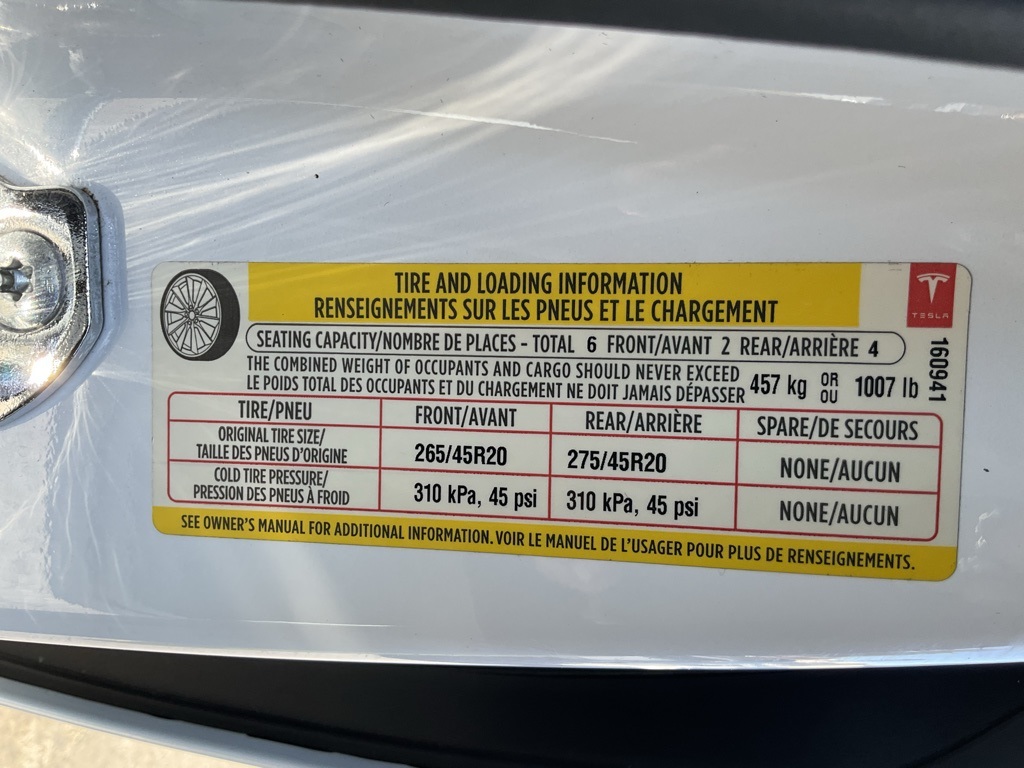 TIRE AND LOADING INFORMATION
RENSEIGNEMENTS SUR LES PNEUS ET LE CHARGEMENT
TESLA
SEATING CAPACITY/NOMBRE DE PLACES - TOTAL 6 FRONT/AVANT 2 REAR/ARRIÈRE 4
THE COMBINED WEIGHT OF OCCUPANTS AND CARGO SHOULD NEVER EXCEED
LE POIDS TOTAL DES OCCUPANTS ET DU CHARGEMENT NE DOIT JAMAIS DÉPASSER
457 kg OR OU 1007 lb
160941
TIRE/PNEU FRONT/AVANT REAR/ARRIÈRE SPARE/DE SECOURS
ORIGINAL TIRE SIZE/
TAILLE DES PNEUS D'ORIGINE
265/45R20 275/45R20 NONE/AUCUN
COLD TIRE PRESSURE/
PRESSION DES PNEUS À FROID
310 kPa, 45 psi 310 kPa, 45 psi NONE/AUCUN
SEE OWNER'S MANUAL FOR ADDITIONAL INFORMATION. VOIR LE MANUEL DE L'USAGER POUR PLUS DE RENSEIGNEMENTS.